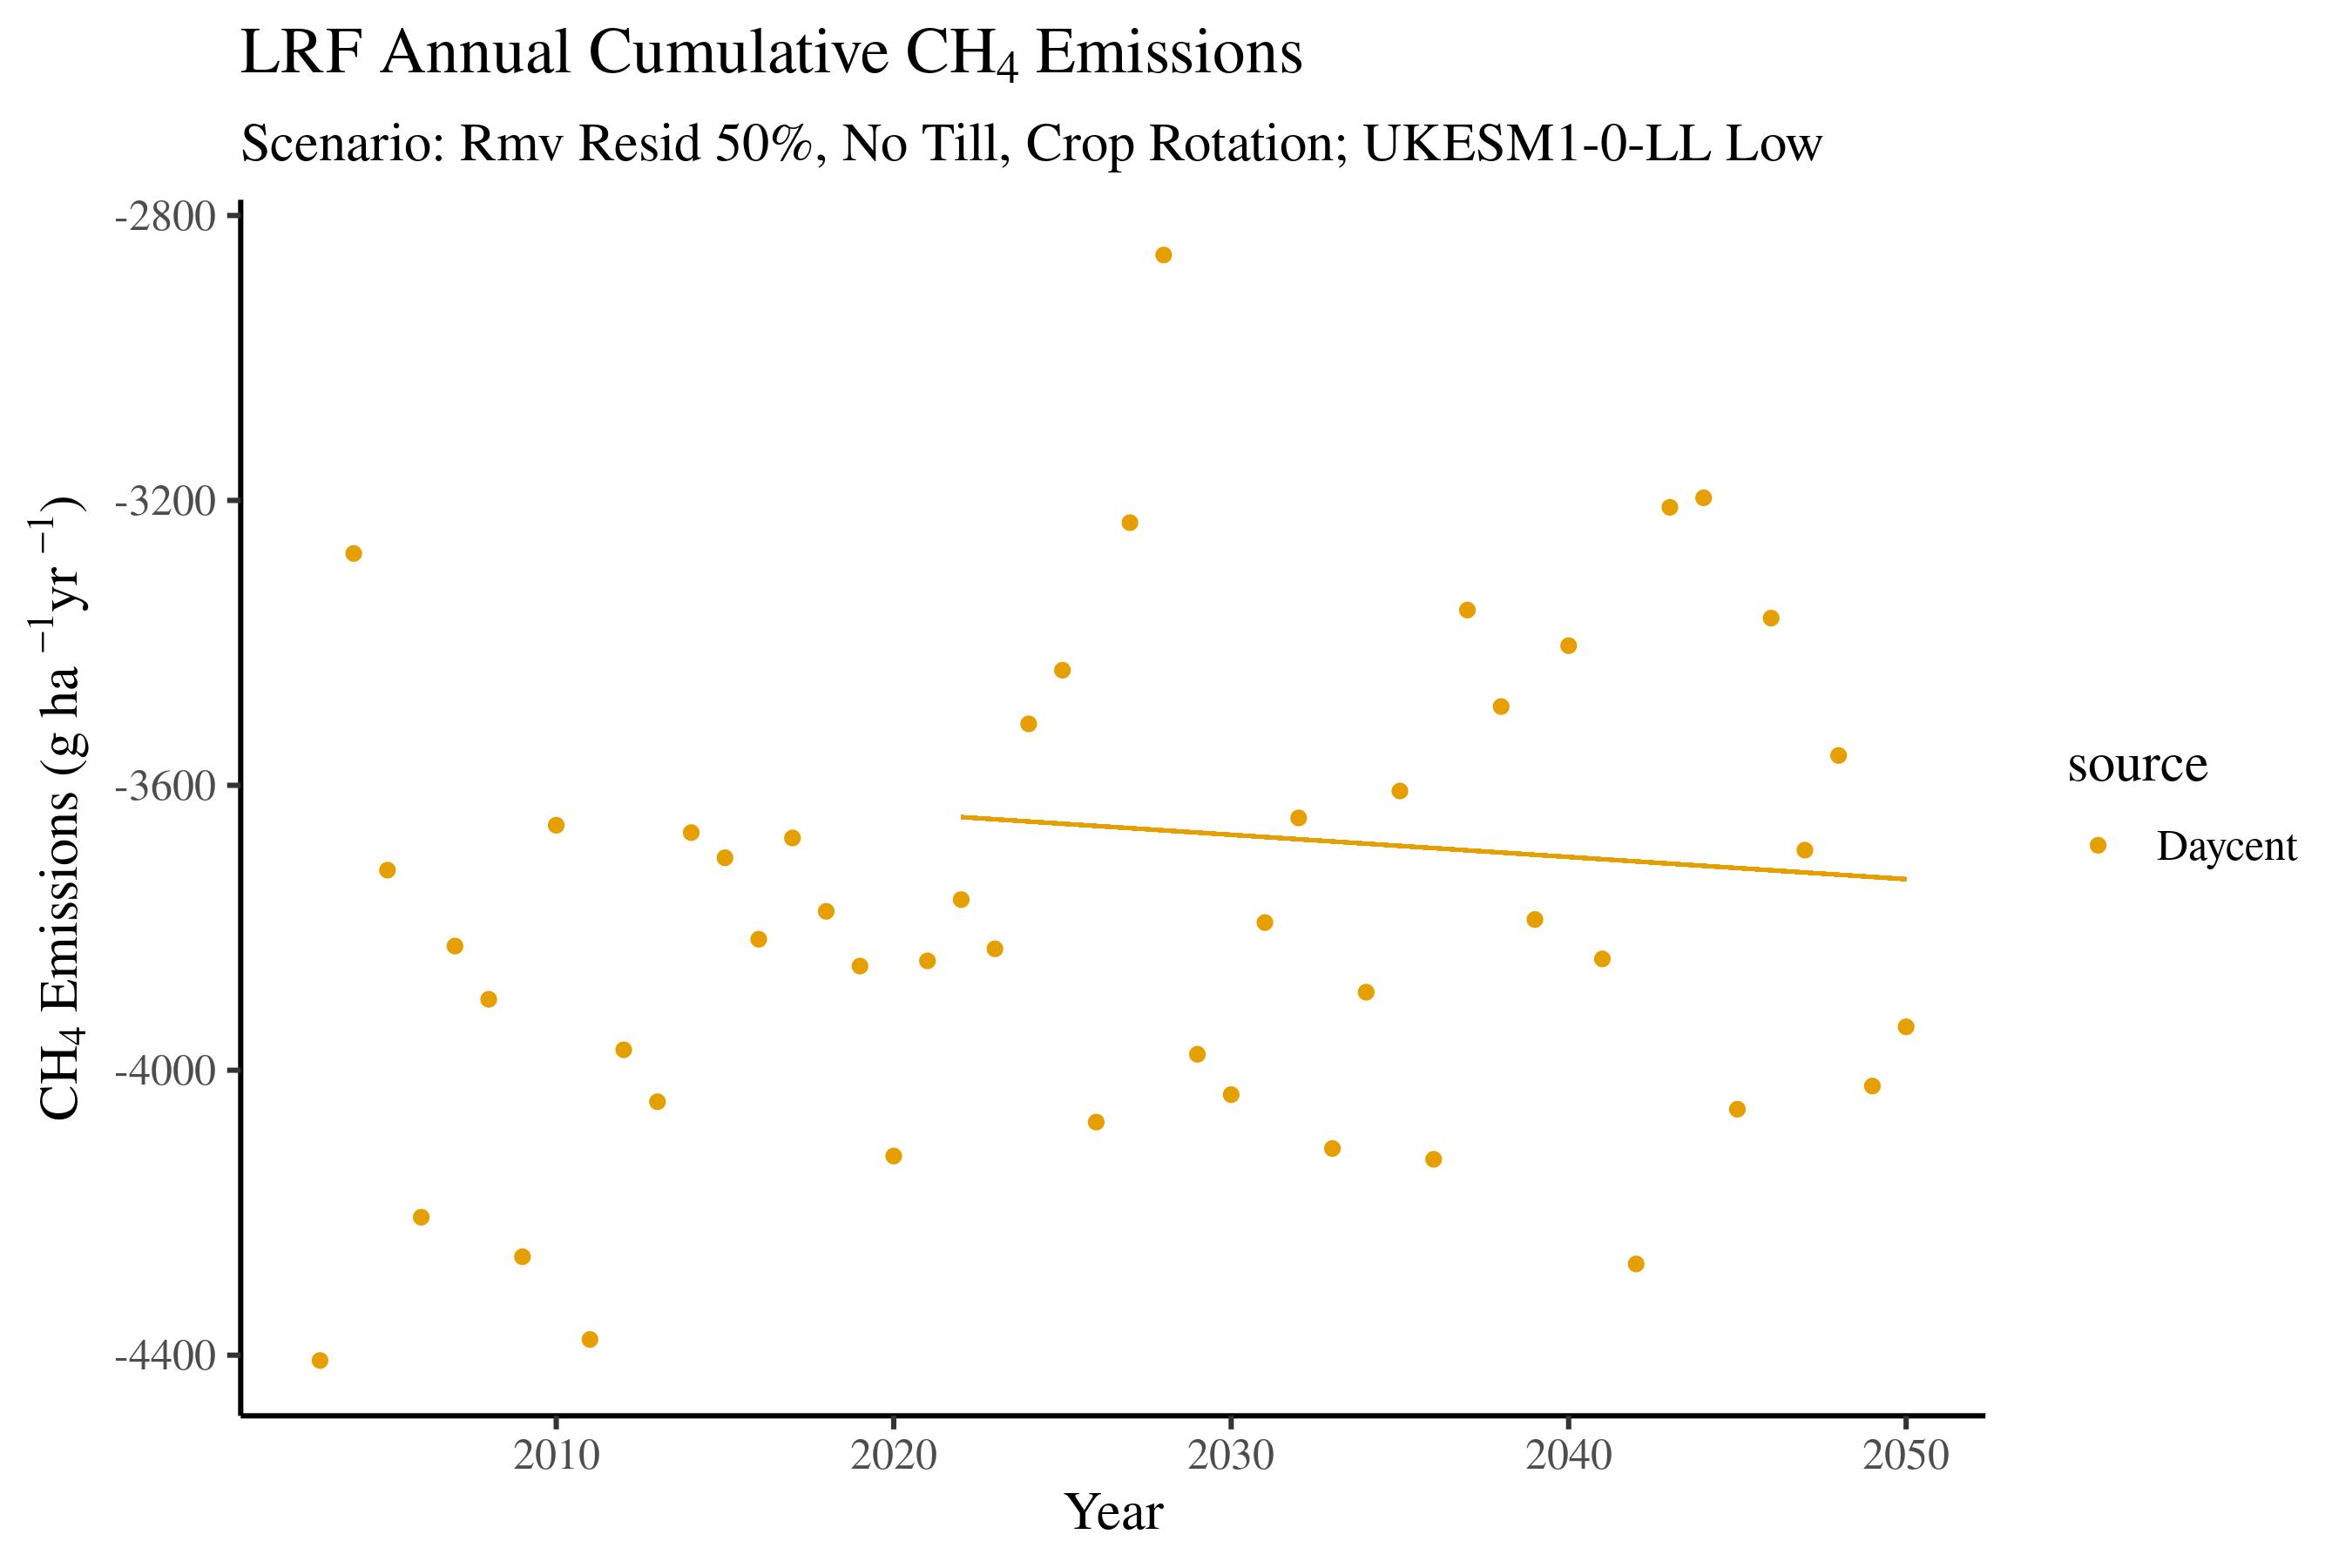 LRF Annual Cumulative CH₄ Emissions
Scenario: Rmv Resid 50%, No Till, Crop Rotation; UKESM1-0-LL Low
CH₄ Emissions (g ha ⁻¹yr ⁻¹)
-2800
-3200
-3600
-4000
-4400
2010 2020 2030 2040 2050
Year
source
Daycent